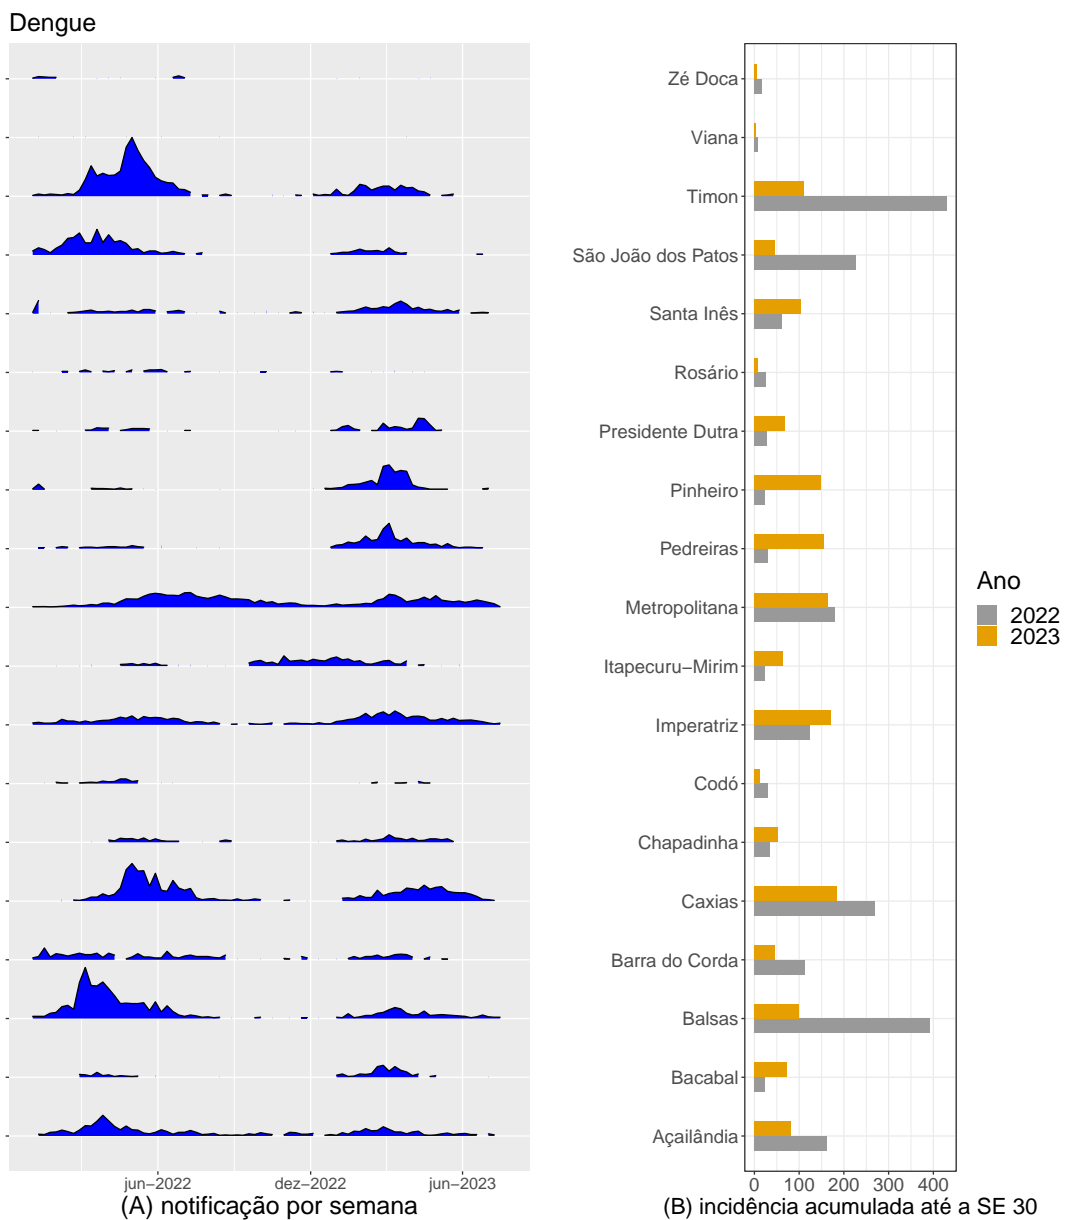 Dengue
Zé Doca
Viana
Timon
São João dos Patos
Santa Inês
Rosário
Presidente Dutra
Pinheiro
Pedreiras
Metropolitana
Itapecuru−Mirim
Imperatriz
Codó
Chapadinha
Caxias
Barra do Corda
Balsas
Bacabal
Açailândia
Ano
2022
2023
jun−2022 dez−2022 jun−2023
0 100 200 300 400
(A) notificação por semana
(B) incidência acumulada até a SE 30